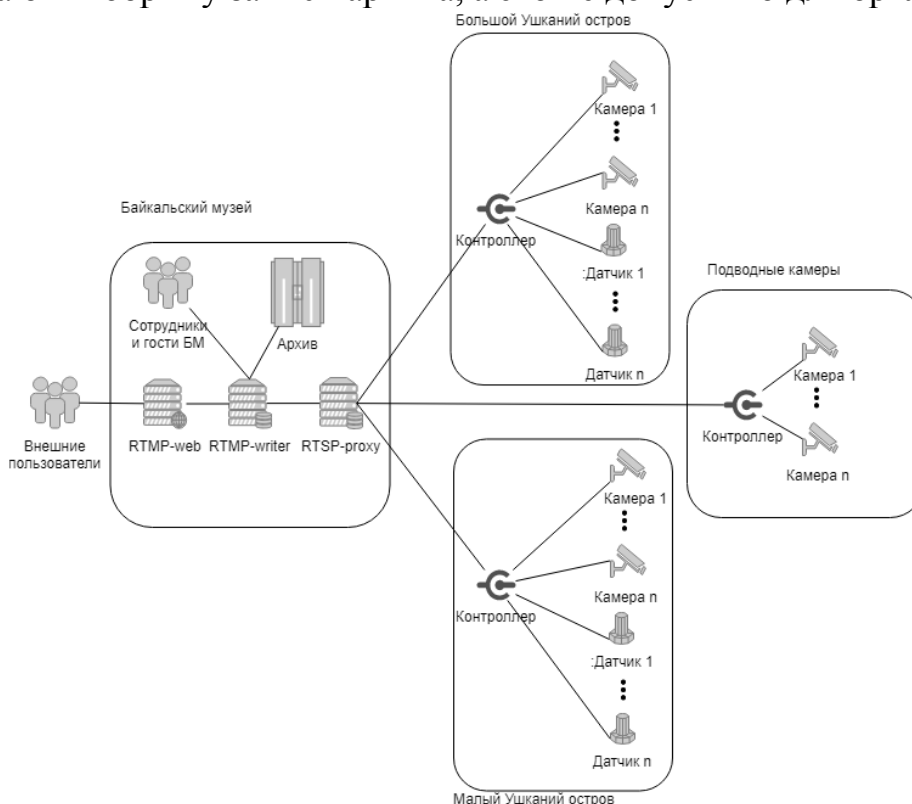 Большой Ушканий остров
Камера 1
Камера n
Контроллер
:Датчик 1
Датчик n
Байкальский музей
Сотрудники
и гости БМ
Архив
Внешние
пользователи
RTMP-web
RTMP-writer
RTSP-proxy
Подводные камеры
Камера 1
Контроллер
Камера n
Камера 1
Камера n
Контроллер
:Датчик 1
Датчик n
Малый Ушканий остров